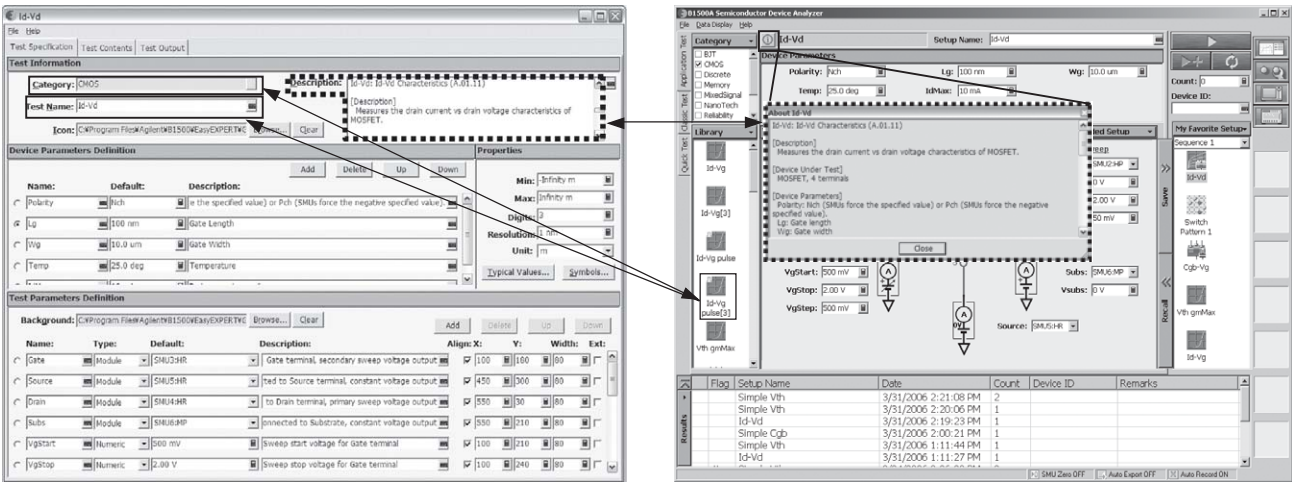 Id-Vd
File Help
Test Specification Test Contents Test Output
Test Information
Category: CMOS
Description: Id-Vd: Id-Vd Characteristics (A.01.11)
[Description]
Measures the drain current vs drain voltage characteristics of
MOSFET.
Test Name: Id-Vd
Icon: C:¥Program Files¥Agilent¥B1500¥EasyEXPERT¥ Browse... Clear
Device Parameters Definition
Properties
Add Delete Up Down
Name: Default: Description:
Polarity Nch e the specified value) or Pch (SMUs force the negative specified value).
Lg 100 nm Gate Length
Wg 10.0 um Gate Width
Temp 25.0 deg Temperature
Min: -Infinity m
Max: Infinity m
Digits: 3
Resolution: 1 nm
Unit: m
Typical Values... Symbols...
Test Parameters Definition
Background: C:¥Program Files¥Agilent¥B1500¥EasyEXPERT¥ Browse... Clear
Add Delete Up Down
Name: Type: Default: Description: Align: X: Y: Width: Ext:
Gate Module SMU3:HR Gate terminal, secondary sweep voltage output 100 180 80
Source Module SMU5:HR ted to Source terminal, constant voltage output 450 300 80
Drain Module SMU4:HR to Drain terminal, primary sweep voltage output 550 30 80
Subs Module SMU6:MP onnected to Substrate, constant voltage output 550 210 80
VgStart Numeric 500 mV Sweep start voltage for Gate terminal 100 210 80
VgStop Numeric 2.00 V Sweep stop voltage for Gate terminal 100 240 80
B1500A Semiconductor Device Analyzer
File Data Display Help
Quick Test Classic Test Application Test
Category
BJT
CMOS
Discrete
Memory
MixedSignal
NanoTech
Reliability
Library
Id-Vg
Id-Vg[3]
Id-Vg pulse
Id-Vg
pulse[3]
Vth gmMax
Id-Vd
Setup Name: Id-Vd
Device Parameters
Polarity: Nch Lg: 100 nm Wg: 10.0 um
Temp: 25.0 deg IdMax: 10 mA
About Id-Vd
Id-Vd: Id-Vd Characteristics (A.01.11)
[Description]
Measures the drain current vs drain voltage characteristics of MOSFET.
[Device Under Test]
MOSFET, 4 terminals
[Device Parameters]
Polarity: Nch (SMUs force the specified value) or Pch (SMUs force the negative
specified value).
Lg: Gate length
Wg: Gate width
Close
ded Setup
eep
SMU2:HP
0 V
2.00 V
50 mV
VgStart: 500 mV
VgStop: 2.00 V
VgStep: 500 mV
A
A
A
0V
Source: SMU5:HR
Subs: SMU6:MP
Vsubs: 0 V
Save
Recall
Count: 0
Device ID:
My Favorite Setup
Sequence 1
Id-Vd
Switch
Pattern 1
Cgb-Vg
Vth gmMax
Id-Vg
Results
Flag Setup Name Date Count Device ID Remarks
Simple Vth 3/31/2006 2:21:08 PM 2
Simple Vth 3/31/2006 2:20:06 PM 1
Id-Vd 3/31/2006 2:19:23 PM 1
Simple Cgb 3/31/2006 2:00:21 PM 1
Simple Vth 3/31/2006 1:11:44 PM 1
Id-Vd 3/31/2006 1:11:27 PM 1
SMU Zero OFF Auto Export OFF Auto Record ON